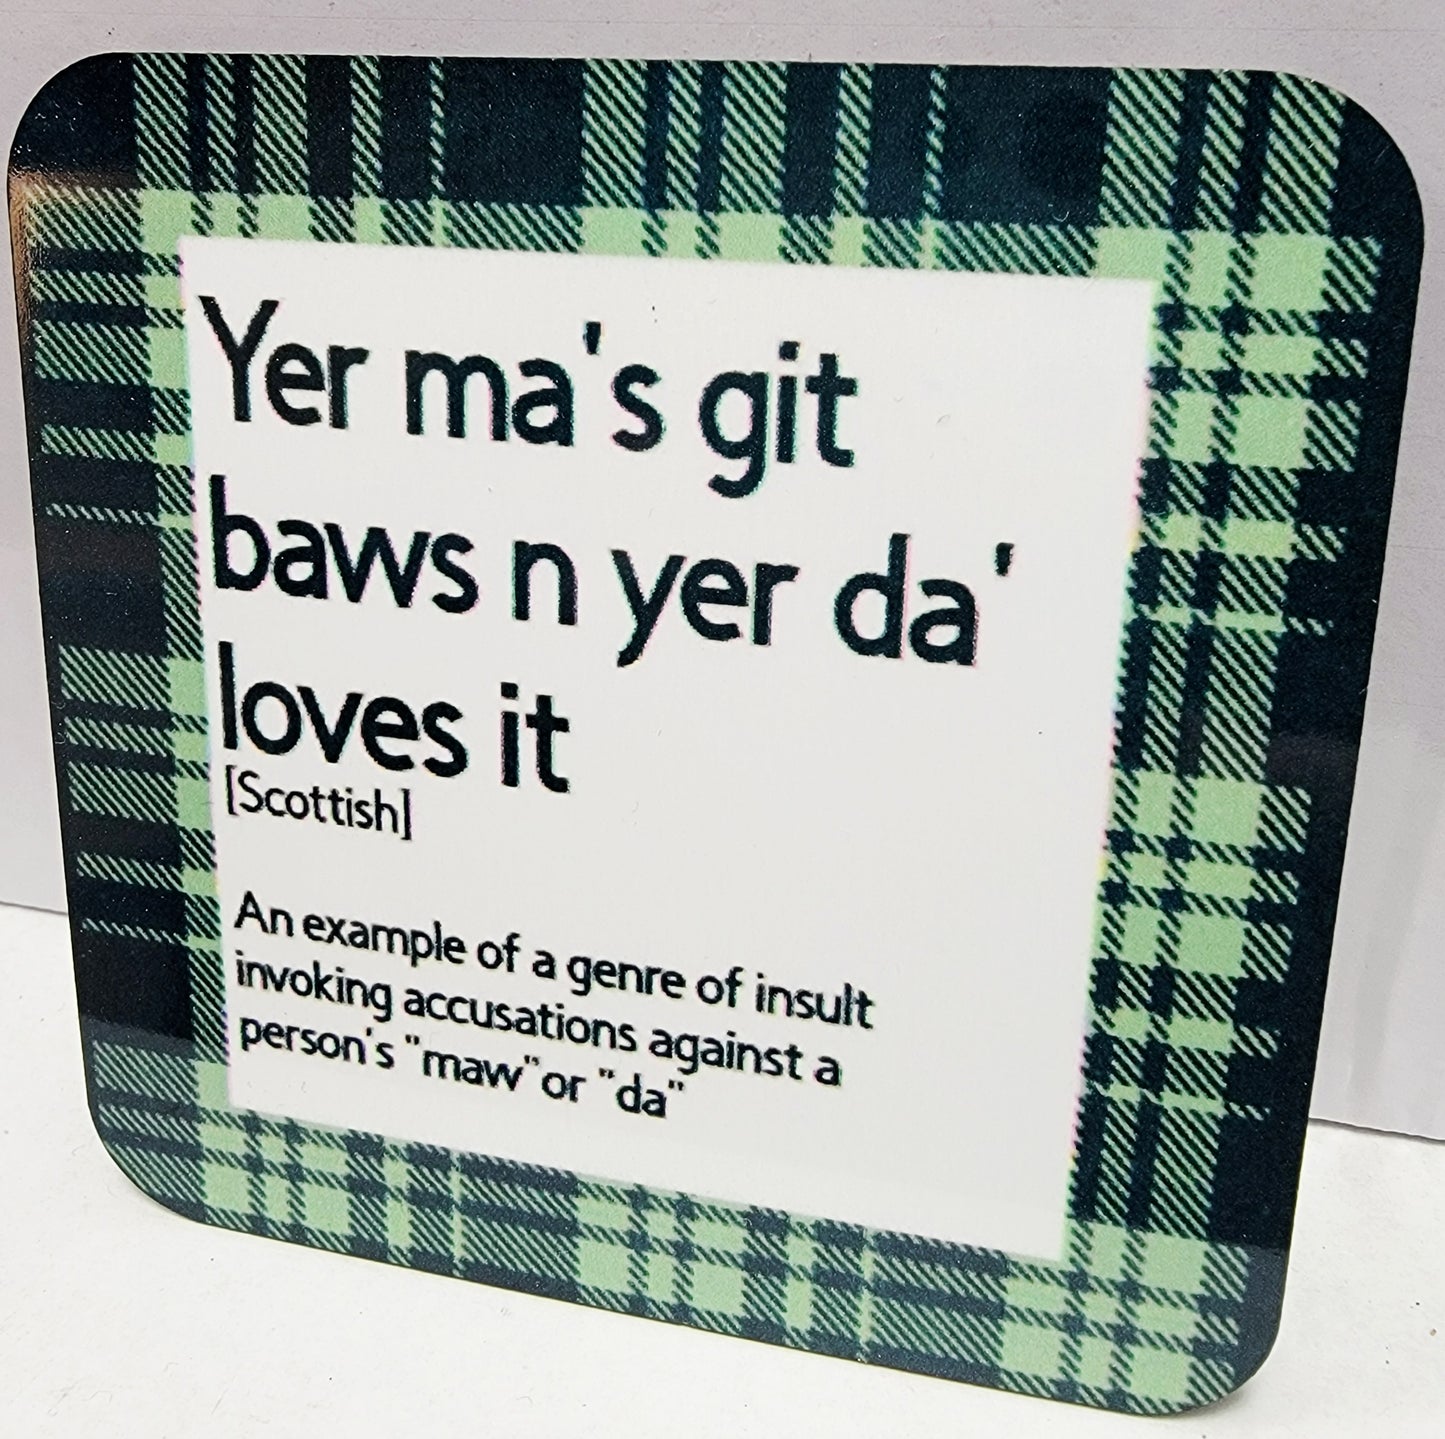 Yer ma's git
baws n yer da'
loves it
[Scottish]
An example of a genre of insult
invoking accusations against a
person's "maw"or "da"